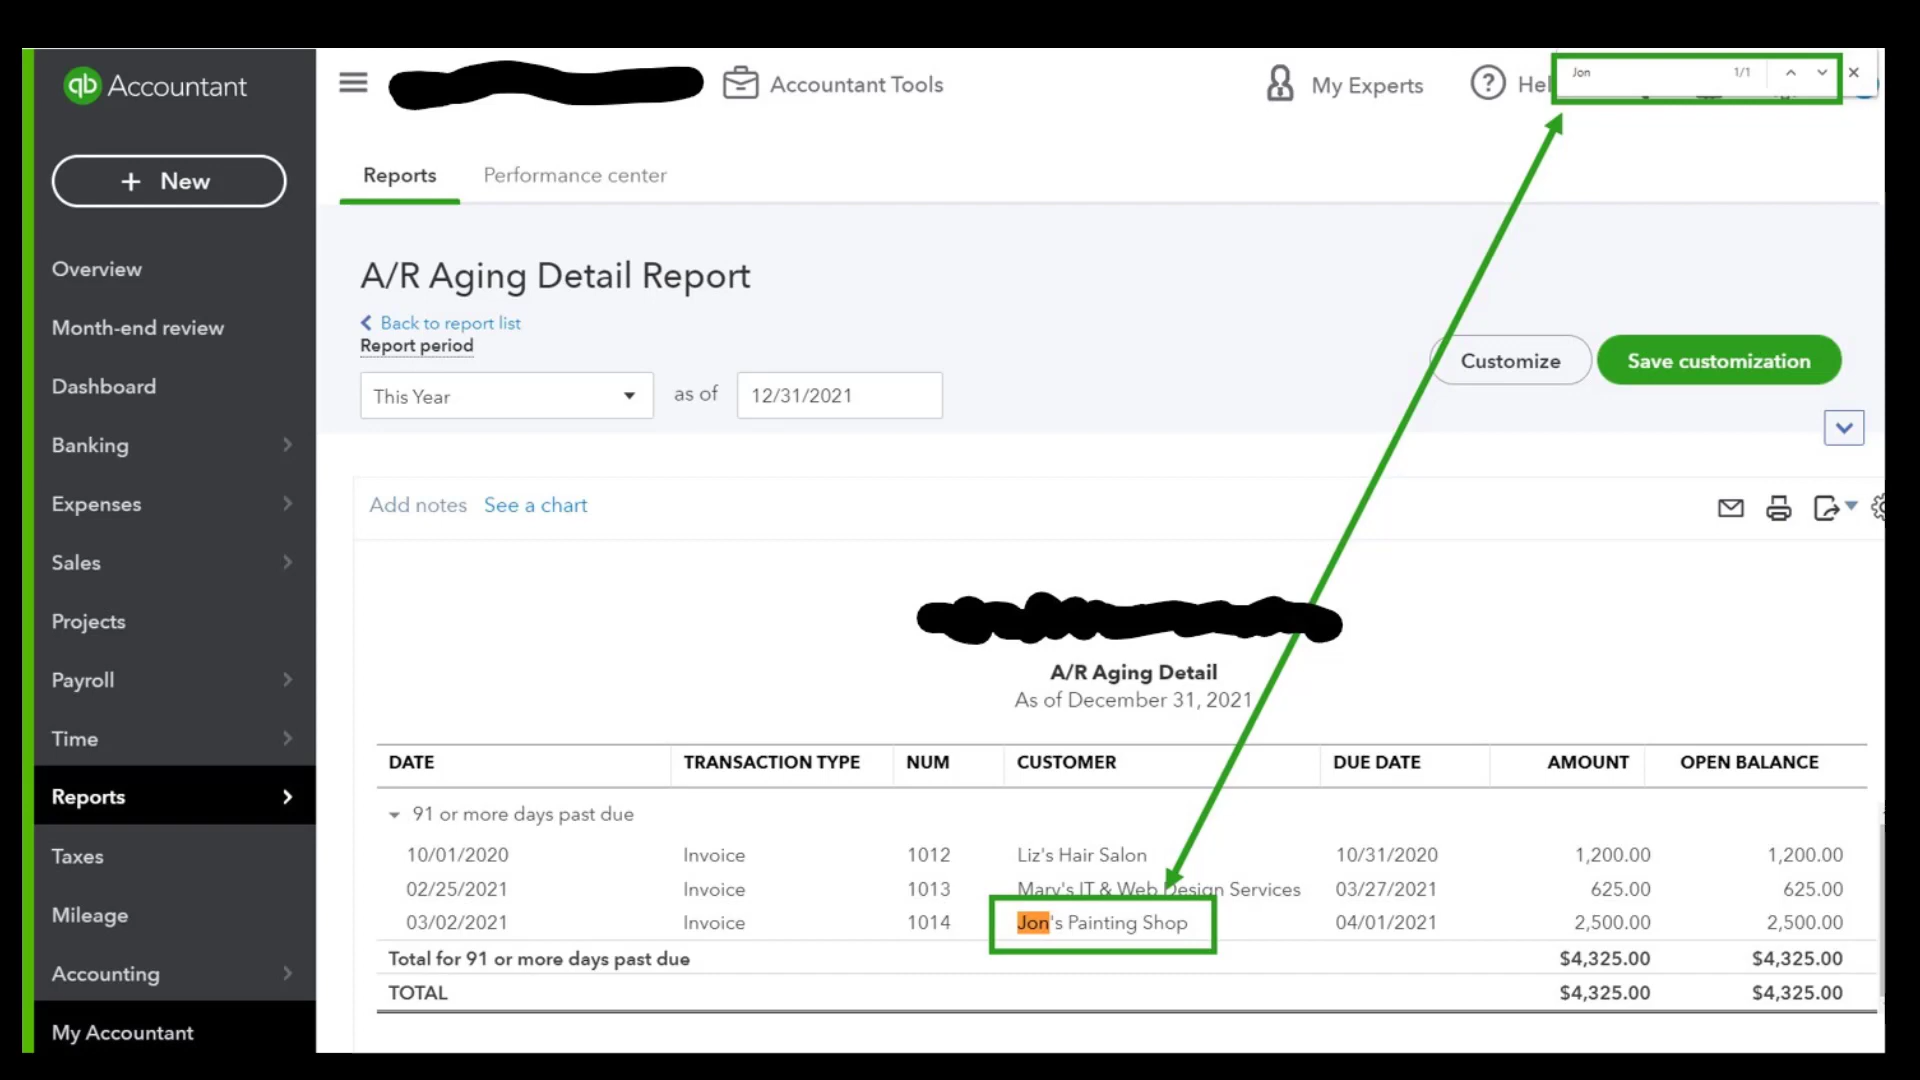 qb Accountant
Accountant Tools
My Experts
Hel
Jon 1/1
+ New
Reports Performance center
Overview
Month-end review
Dashboard
Banking
Expenses
Sales
Projects
Payroll
Time
Reports
Taxes
Mileage
Accounting
My Accountant
A/R Aging Detail Report
Back to report list
Report period
This Year as of 12/31/2021
Customize Save customization
Add notes See a chart
A/R Aging Detail
As of December 31, 2021
DATE TRANSACTION TYPE NUM CUSTOMER DUE DATE AMOUNT OPEN BALANCE
91 or more days past due
10/01/2020 Invoice 1012 Liz's Hair Salon 10/31/2020 1,200.00 1,200.00
02/25/2021 Invoice 1013 Mary's IT & Web Design Services 03/27/2021 625.00 625.00
03/02/2021 Invoice 1014 Jon's Painting Shop 04/01/2021 2,500.00 2,500.00
Total for 91 or more days past due $4,325.00 $4,325.00
TOTAL $4,325.00 $4,325.00